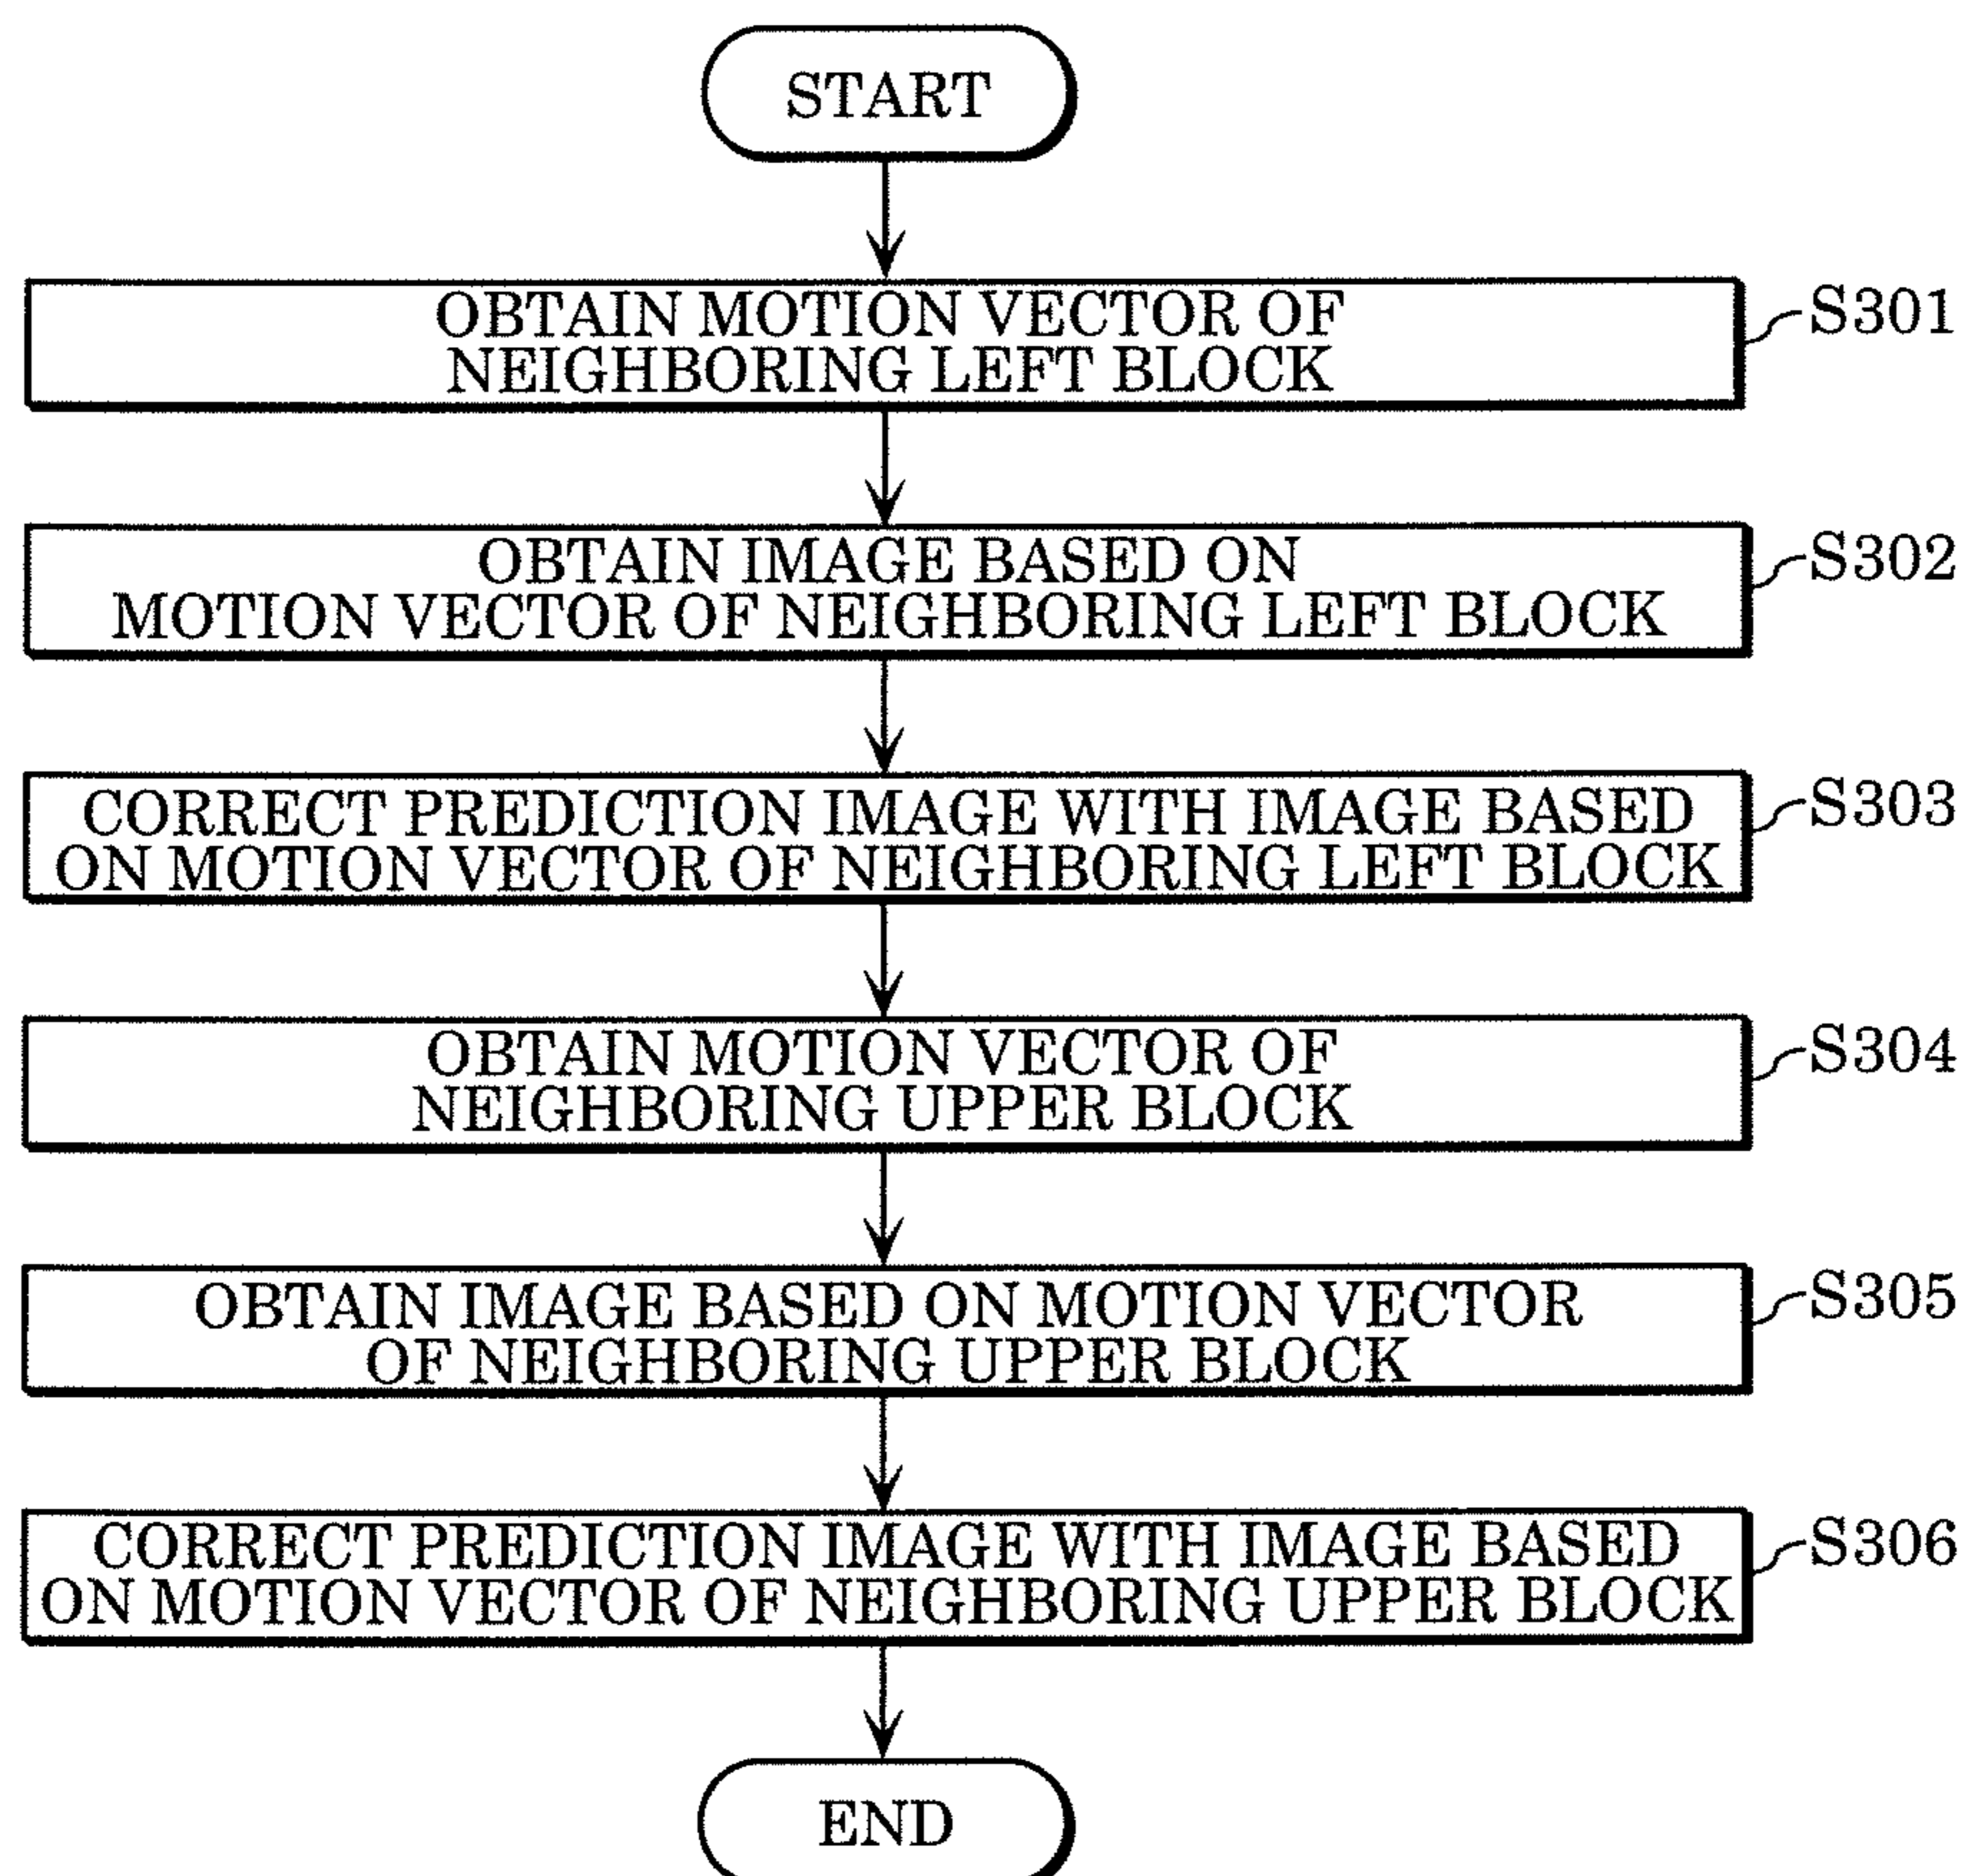 START
OBTAIN MOTION VECTOR OF
NEIGHBORING LEFT BLOCK
S301
OBTAIN IMAGE BASED ON
MOTION VECTOR OF NEIGHBORING LEFT BLOCK
S302
CORRECT PREDICTION IMAGE WITH IMAGE BASED
ON MOTION VECTOR OF NEIGHBORING LEFT BLOCK
S303
OBTAIN MOTION VECTOR OF
NEIGHBORING UPPER BLOCK
S304
OBTAIN IMAGE BASED ON MOTION VECTOR
OF NEIGHBORING UPPER BLOCK
S305
CORRECT PREDICTION IMAGE WITH IMAGE BASED
ON MOTION VECTOR OF NEIGHBORING UPPER BLOCK
S306
END